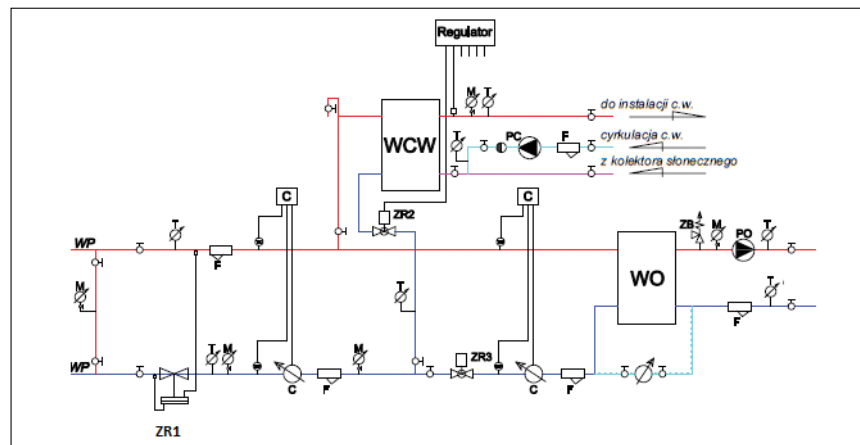 Regulator
M T
do instalacji c.w.
WCW
T
PC
F
cyrkulacja c.w.
z kolektora słonecznego
C
C
ZR2
WP
T
F
ZB
M
PO
T
WO
M
T
T
F
WP
T M
M
ZR3
C
F
C
F
ZR1